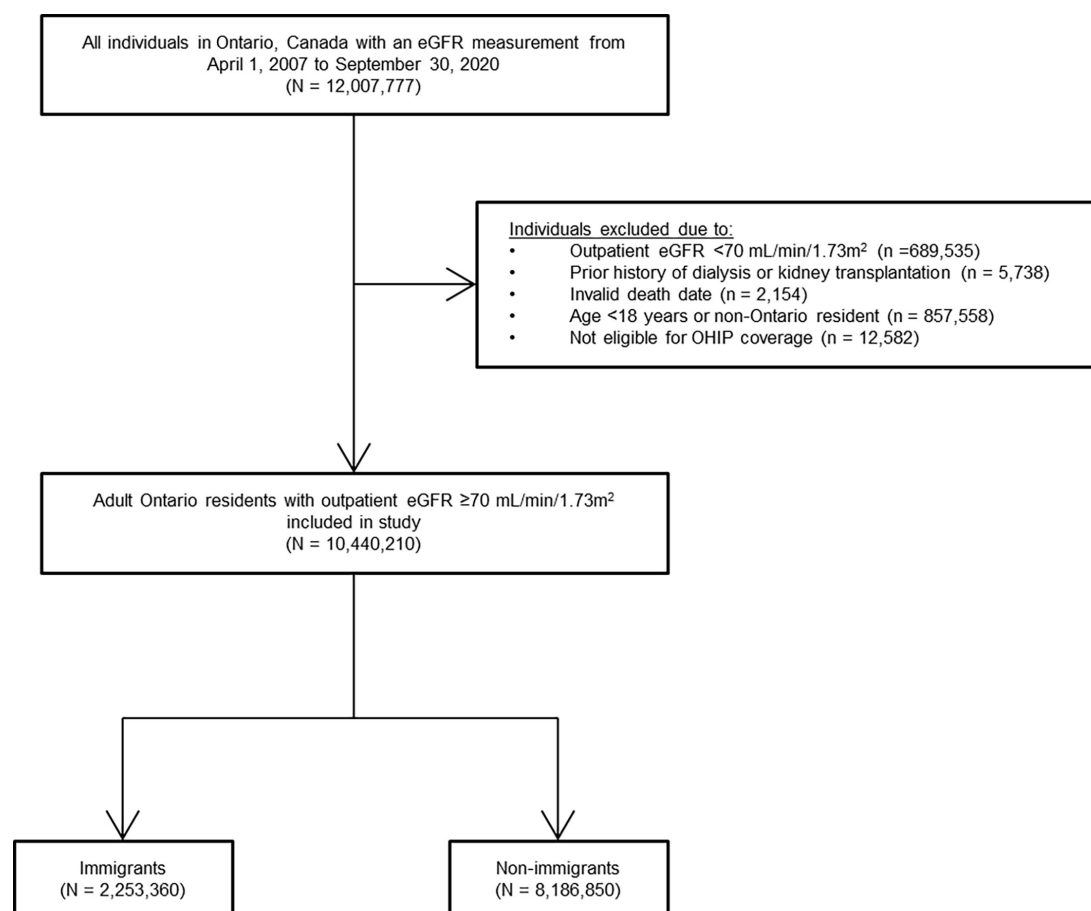 All individuals in Ontario, Canada with an eGFR measurement from
April 1, 2007 to September 30, 2020
(N = 12,007,777)
Individuals excluded due to:
• Outpatient eGFR <70 mL/min/1.73m² (n =689,535)
• Prior history of dialysis or kidney transplantation (n = 5,738)
• Invalid death date (n = 2,154)
• Age <18 years or non-Ontario resident (n = 857,558)
• Not eligible for OHIP coverage (n = 12,582)
Adult Ontario residents with outpatient eGFR ≥70 mL/min/1.73m²
included in study
(N = 10,440,210)
Immigrants
(N = 2,253,360)
Non-immigrants
(N = 8,186,850)